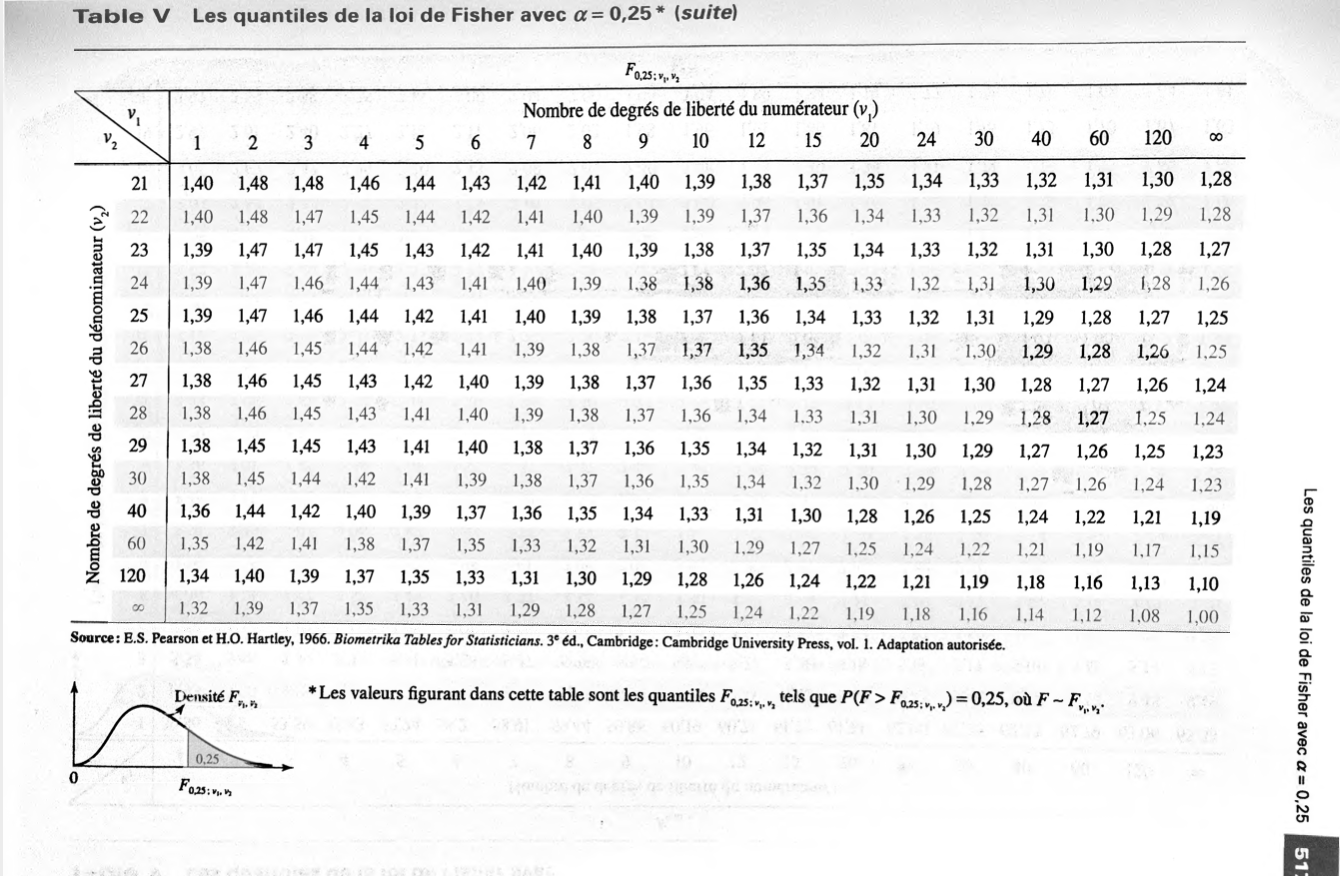 Table V Les quantiles de la loi de Fisher avec α = 0,25 * (suite)
F0,25; ν1, ν2
Nombre de degrés de liberté du numérateur (ν1)
ν1
ν2 1 2 3 4 5 6 7 8 9 10 12 15 20 24 30 40 60 120 ∞
Nombre de degrés de liberté du dénominateur (ν2)
21 1,40 1,48 1,48 1,46 1,44 1,43 1,42 1,41 1,40 1,39 1,38 1,37 1,35 1,34 1,33 1,32 1,31 1,30 1,28
22 1,40 1,48 1,47 1,45 1,44 1,42 1,41 1,40 1,39 1,39 1,37 1,36 1,34 1,33 1,32 1,31 1,30 1,29 1,28
23 1,39 1,47 1,47 1,45 1,43 1,42 1,41 1,40 1,39 1,38 1,37 1,35 1,34 1,33 1,32 1,31 1,30 1,28 1,27
24 1,39 1,47 1,46 1,44 1,43 1,41 1,40 1,39 1,38 1,38 1,36 1,35 1,33 1,32 1,31 1,30 1,29 1,28 1,26
25 1,39 1,47 1,46 1,44 1,42 1,41 1,40 1,39 1,38 1,37 1,36 1,34 1,33 1,32 1,31 1,29 1,28 1,27 1,25
26 1,38 1,46 1,45 1,44 1,42 1,41 1,39 1,38 1,37 1,37 1,35 1,34 1,32 1,31 1,30 1,29 1,28 1,26 1,25
27 1,38 1,46 1,45 1,43 1,42 1,40 1,39 1,38 1,37 1,36 1,35 1,33 1,32 1,31 1,30 1,28 1,27 1,26 1,24
28 1,38 1,46 1,45 1,43 1,41 1,40 1,39 1,38 1,37 1,36 1,34 1,33 1,31 1,30 1,29 1,28 1,27 1,25 1,24
29 1,38 1,45 1,45 1,43 1,41 1,40 1,38 1,37 1,36 1,35 1,34 1,32 1,31 1,30 1,29 1,27 1,26 1,25 1,23
30 1,38 1,45 1,44 1,42 1,41 1,39 1,38 1,37 1,36 1,35 1,34 1,32 1,30 1,29 1,28 1,27 1,26 1,24 1,23
40 1,36 1,44 1,42 1,40 1,39 1,37 1,36 1,35 1,34 1,33 1,31 1,30 1,28 1,26 1,25 1,24 1,22 1,21 1,19
60 1,35 1,42 1,41 1,38 1,37 1,35 1,33 1,32 1,31 1,30 1,29 1,27 1,25 1,24 1,22 1,21 1,19 1,17 1,15
120 1,34 1,40 1,39 1,37 1,35 1,33 1,31 1,30 1,29 1,28 1,26 1,24 1,22 1,21 1,19 1,18 1,16 1,13 1,10
∞ 1,32 1,39 1,37 1,35 1,33 1,31 1,29 1,28 1,27 1,25 1,24 1,22 1,19 1,18 1,16 1,14 1,12 1,08 1,00
Source : E.S. Pearson et H.O. Hartley, 1966. Biometrika Tables for Statisticians. 3e éd., Cambridge : Cambridge University Press, vol. 1. Adaptation autorisée.
Densité Fν1, ν2
0,25
0
F0,25; ν1, ν2
*Les valeurs figurant dans cette table sont les quantiles F0,25; ν1, ν2 tels que P(F > F0,25; ν1, ν2) = 0,25, où F ~ Fν1, ν2.
Les quantiles de la loi de Fisher avec α = 0,25